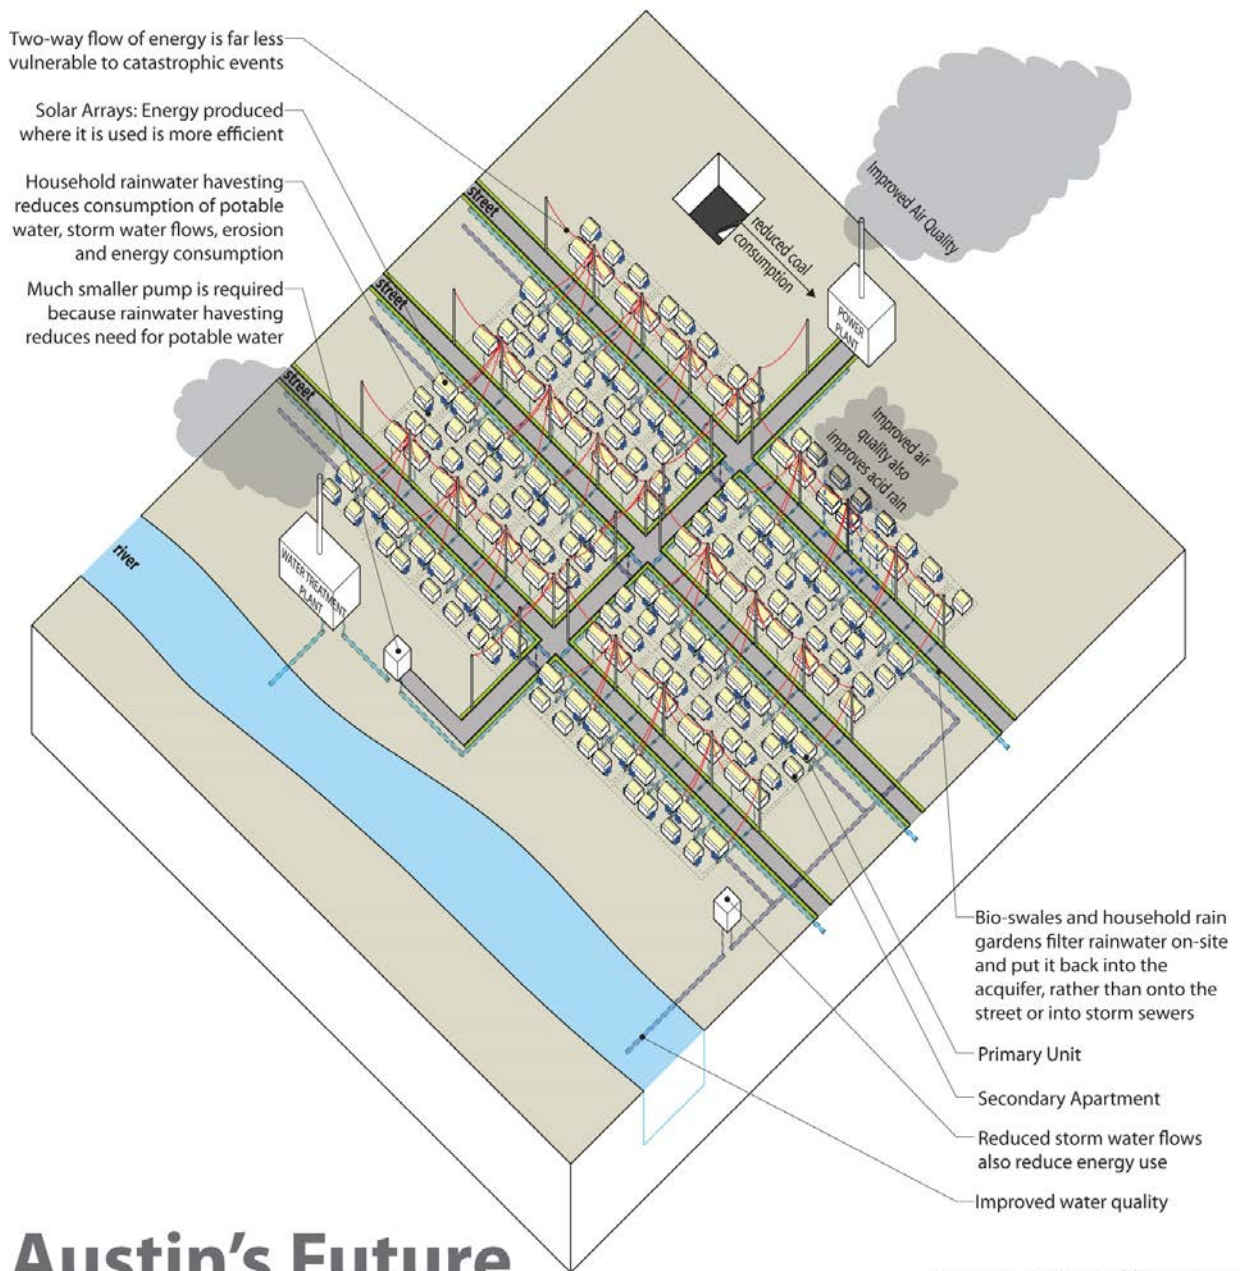 Two-way flow of energy is far less
vulnerable to catastrophic events
Solar Arrays: Energy produced
where it is used is more efficient
Household rainwater havesting
reduces consumption of potable
water, storm water flows, erosion
and energy consumption
Much smaller pump is required
because rainwater havesting
reduces need for potable water
street
street
street
reduced coal
consumption
Improved Air Quality
POWER
PLANT
Improved air
quality also
improves acid rain
river
WATER TREATMENT
PLANT
Bio-swales and household rain
gardens filter rainwater on-site
and put it back into the
acquifer, rather than onto the
street or into storm sewers
Primary Unit
Secondary Apartment
Reduced storm water flows
also reduce energy use
Improved water quality
Austin's Future